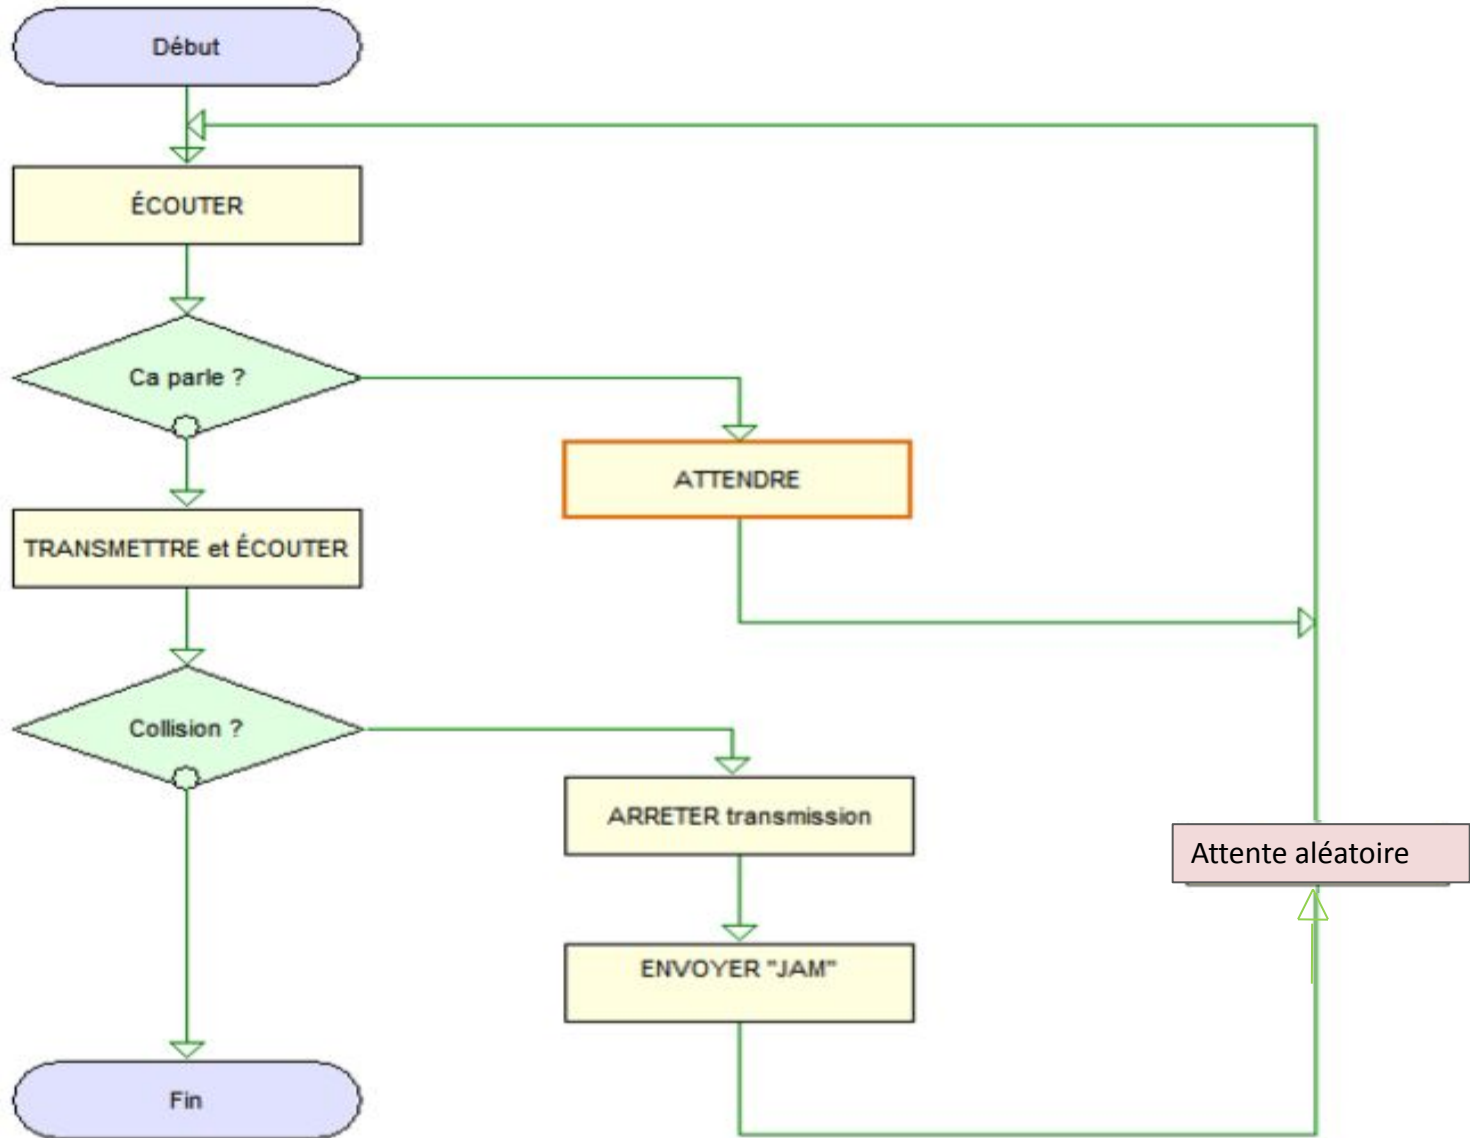 Début
ÉCOUTER
Ca parle ?
ATTENDRE
TRANSMETTRE et ÉCOUTER
Collision ?
ARRETER transmission
Attente aléatoire
ENVOYER "JAM"
Fin